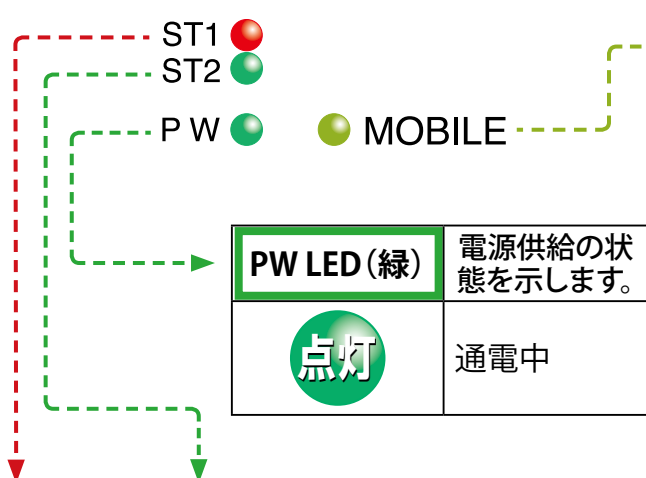 ST1
ST2
PW
MOBILE
PW LED（緑）
電源供給の状
態を示します。
点灯
通電中